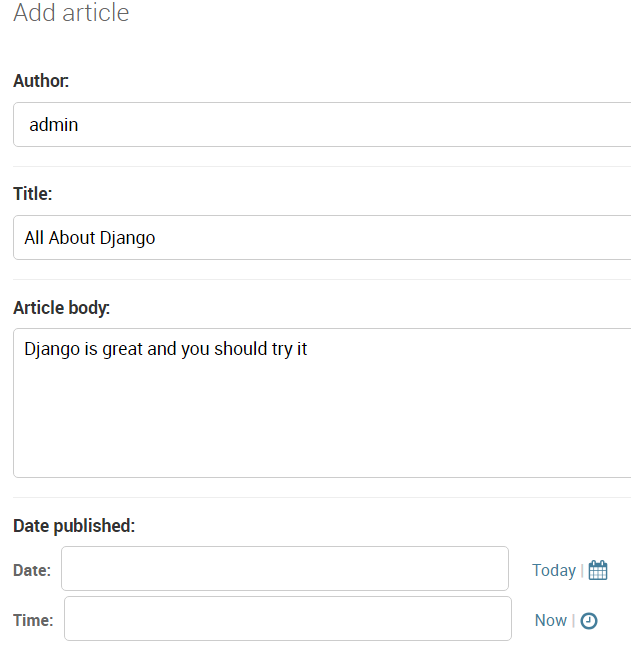 Add article
Author:
admin
Title:
All About Django
Article body:
Django is great and you should try it
Date published:
Date:
Today |
Time:
Now |